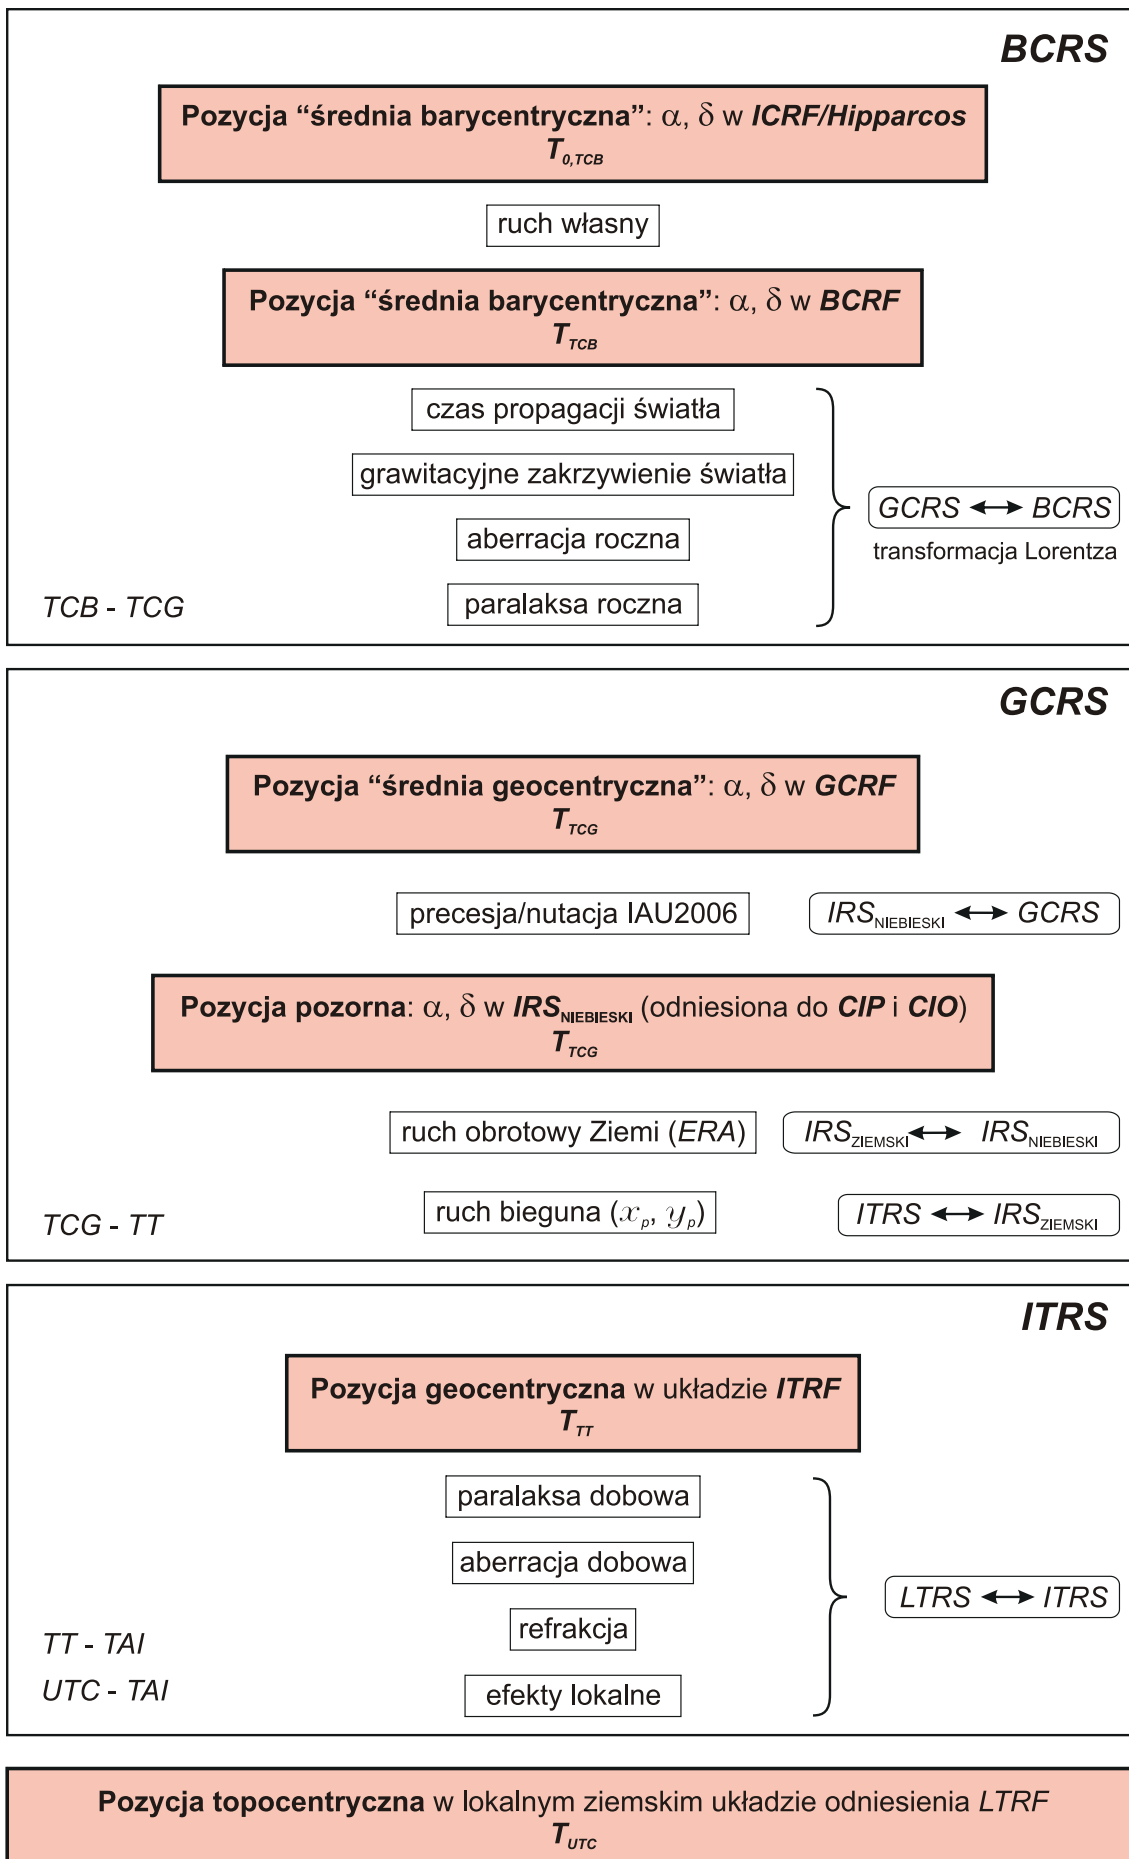 BCRS
Pozycja “średnia barycentryczna”: α, δ w ICRF/Hipparcos
T0,TCB
ruch własny
Pozycja “średnia barycentryczna”: α, δ w BCRF
TTCB
czas propagacji światła
grawitacyjne zakrzywienie światła
GCRS ↔ BCRS
aberracja roczna
transformacja Lorentza
paralaksa roczna
TCB - TCG
GCRS
Pozycja “średnia geocentryczna”: α, δ w GCRF
TTCG
precesja/nutacja IAU2006
IRSNIEBIESKI ↔ GCRS
Pozycja pozorna: α, δ w IRSNIEBIESKI (odniesiona do CIP i CIO)
TTCG
ruch obrotowy Ziemi (ERA)
IRSZIEMSKI ↔ IRSNIEBIESKI
TCG - TT
ruch bieguna (xp, yp)
ITRS ↔ IRSZIEMSKI
ITRS
Pozycja geocentryczna w układzie ITRF
TTT
paralaksa dobowa
aberracja dobowa
LTRS ↔ ITRS
refrakcja
TT - TAI
UTC - TAI
efekty lokalne
Pozycja topocentryczna w lokalnym ziemskim układzie odniesienia LTRF
TUTC